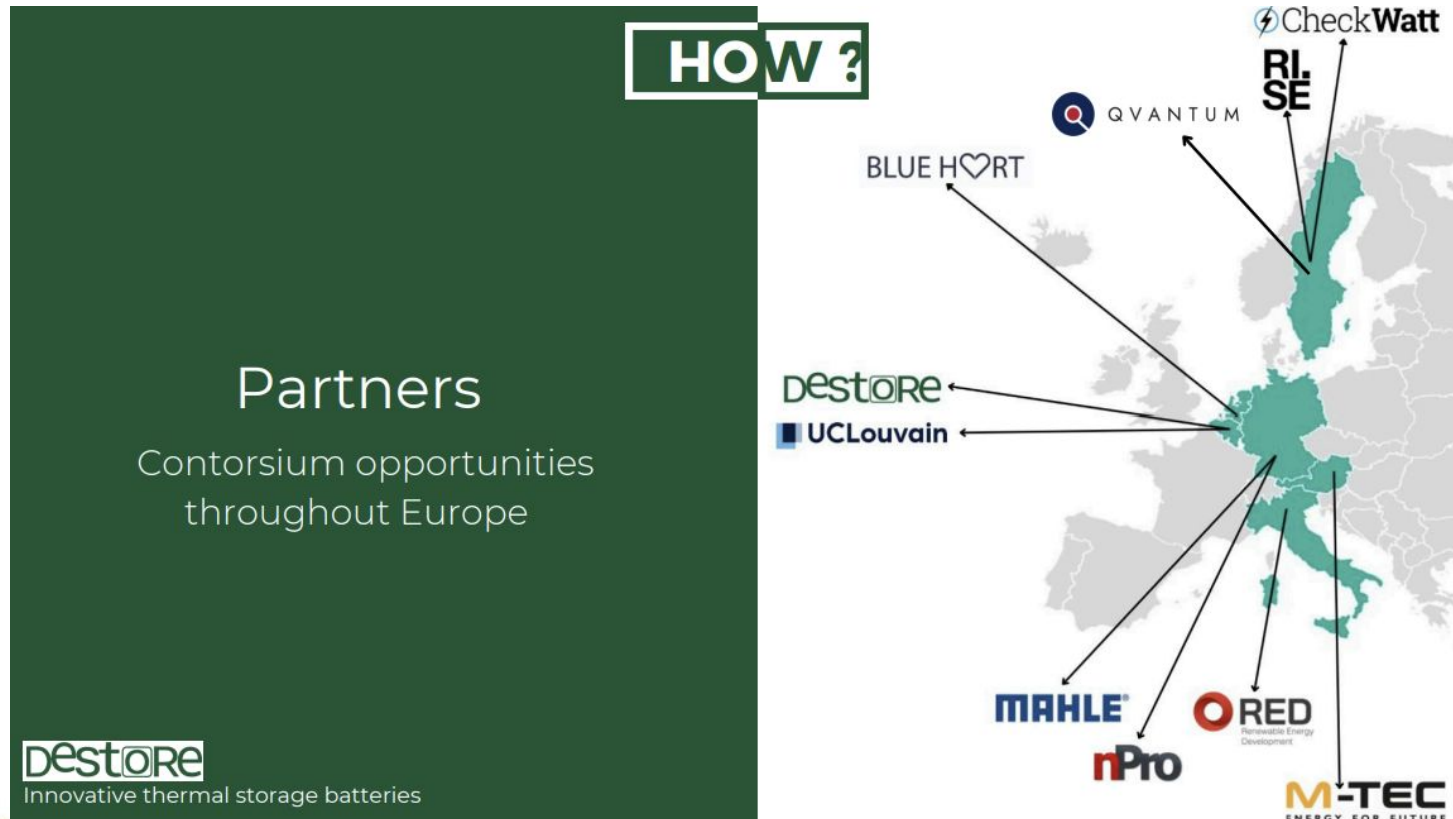 HOW ?
Partners
Contorsium opportunities
throughout Europe
DestoRe
Innovative thermal storage batteries
CheckWatt
RI.
SE
QVANTUM
BLUE H♡RT
DestoRe
UCLouvain
MAHLE®
RED
Renewable Energy
Development
nPro
M-TEC
ENERGY FOR FUTURE